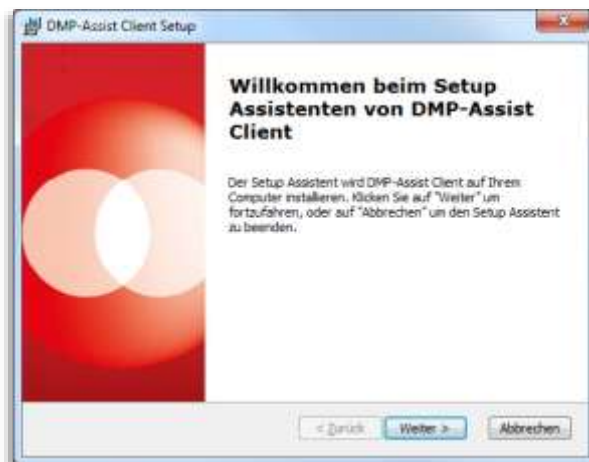 DMP-Assist Client Setup
Willkommen beim Setup
Assistenten von DMP-Assist
Client
Der Setup Assistent wird DMP-Assist Client auf Ihrem
Computer installieren. Klicken Sie auf "Weiter" um
fortzufahren, oder auf "Abbrechen" um den Setup Assistent
zu beenden.
< Zurück Weiter > Abbrechen